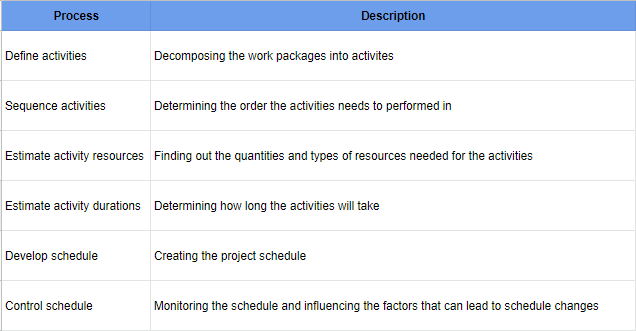 Process Description
Define activities Decomposing the work packages into activites
Sequence activities Determining the order the activities needs to performed in
Estimate activity resources Finding out the quantities and types of resources needed for the activities
Estimate activity durations Determining how long the activities will take
Develop schedule Creating the project schedule
Control schedule Monitoring the schedule and influencing the factors that can lead to schedule changes